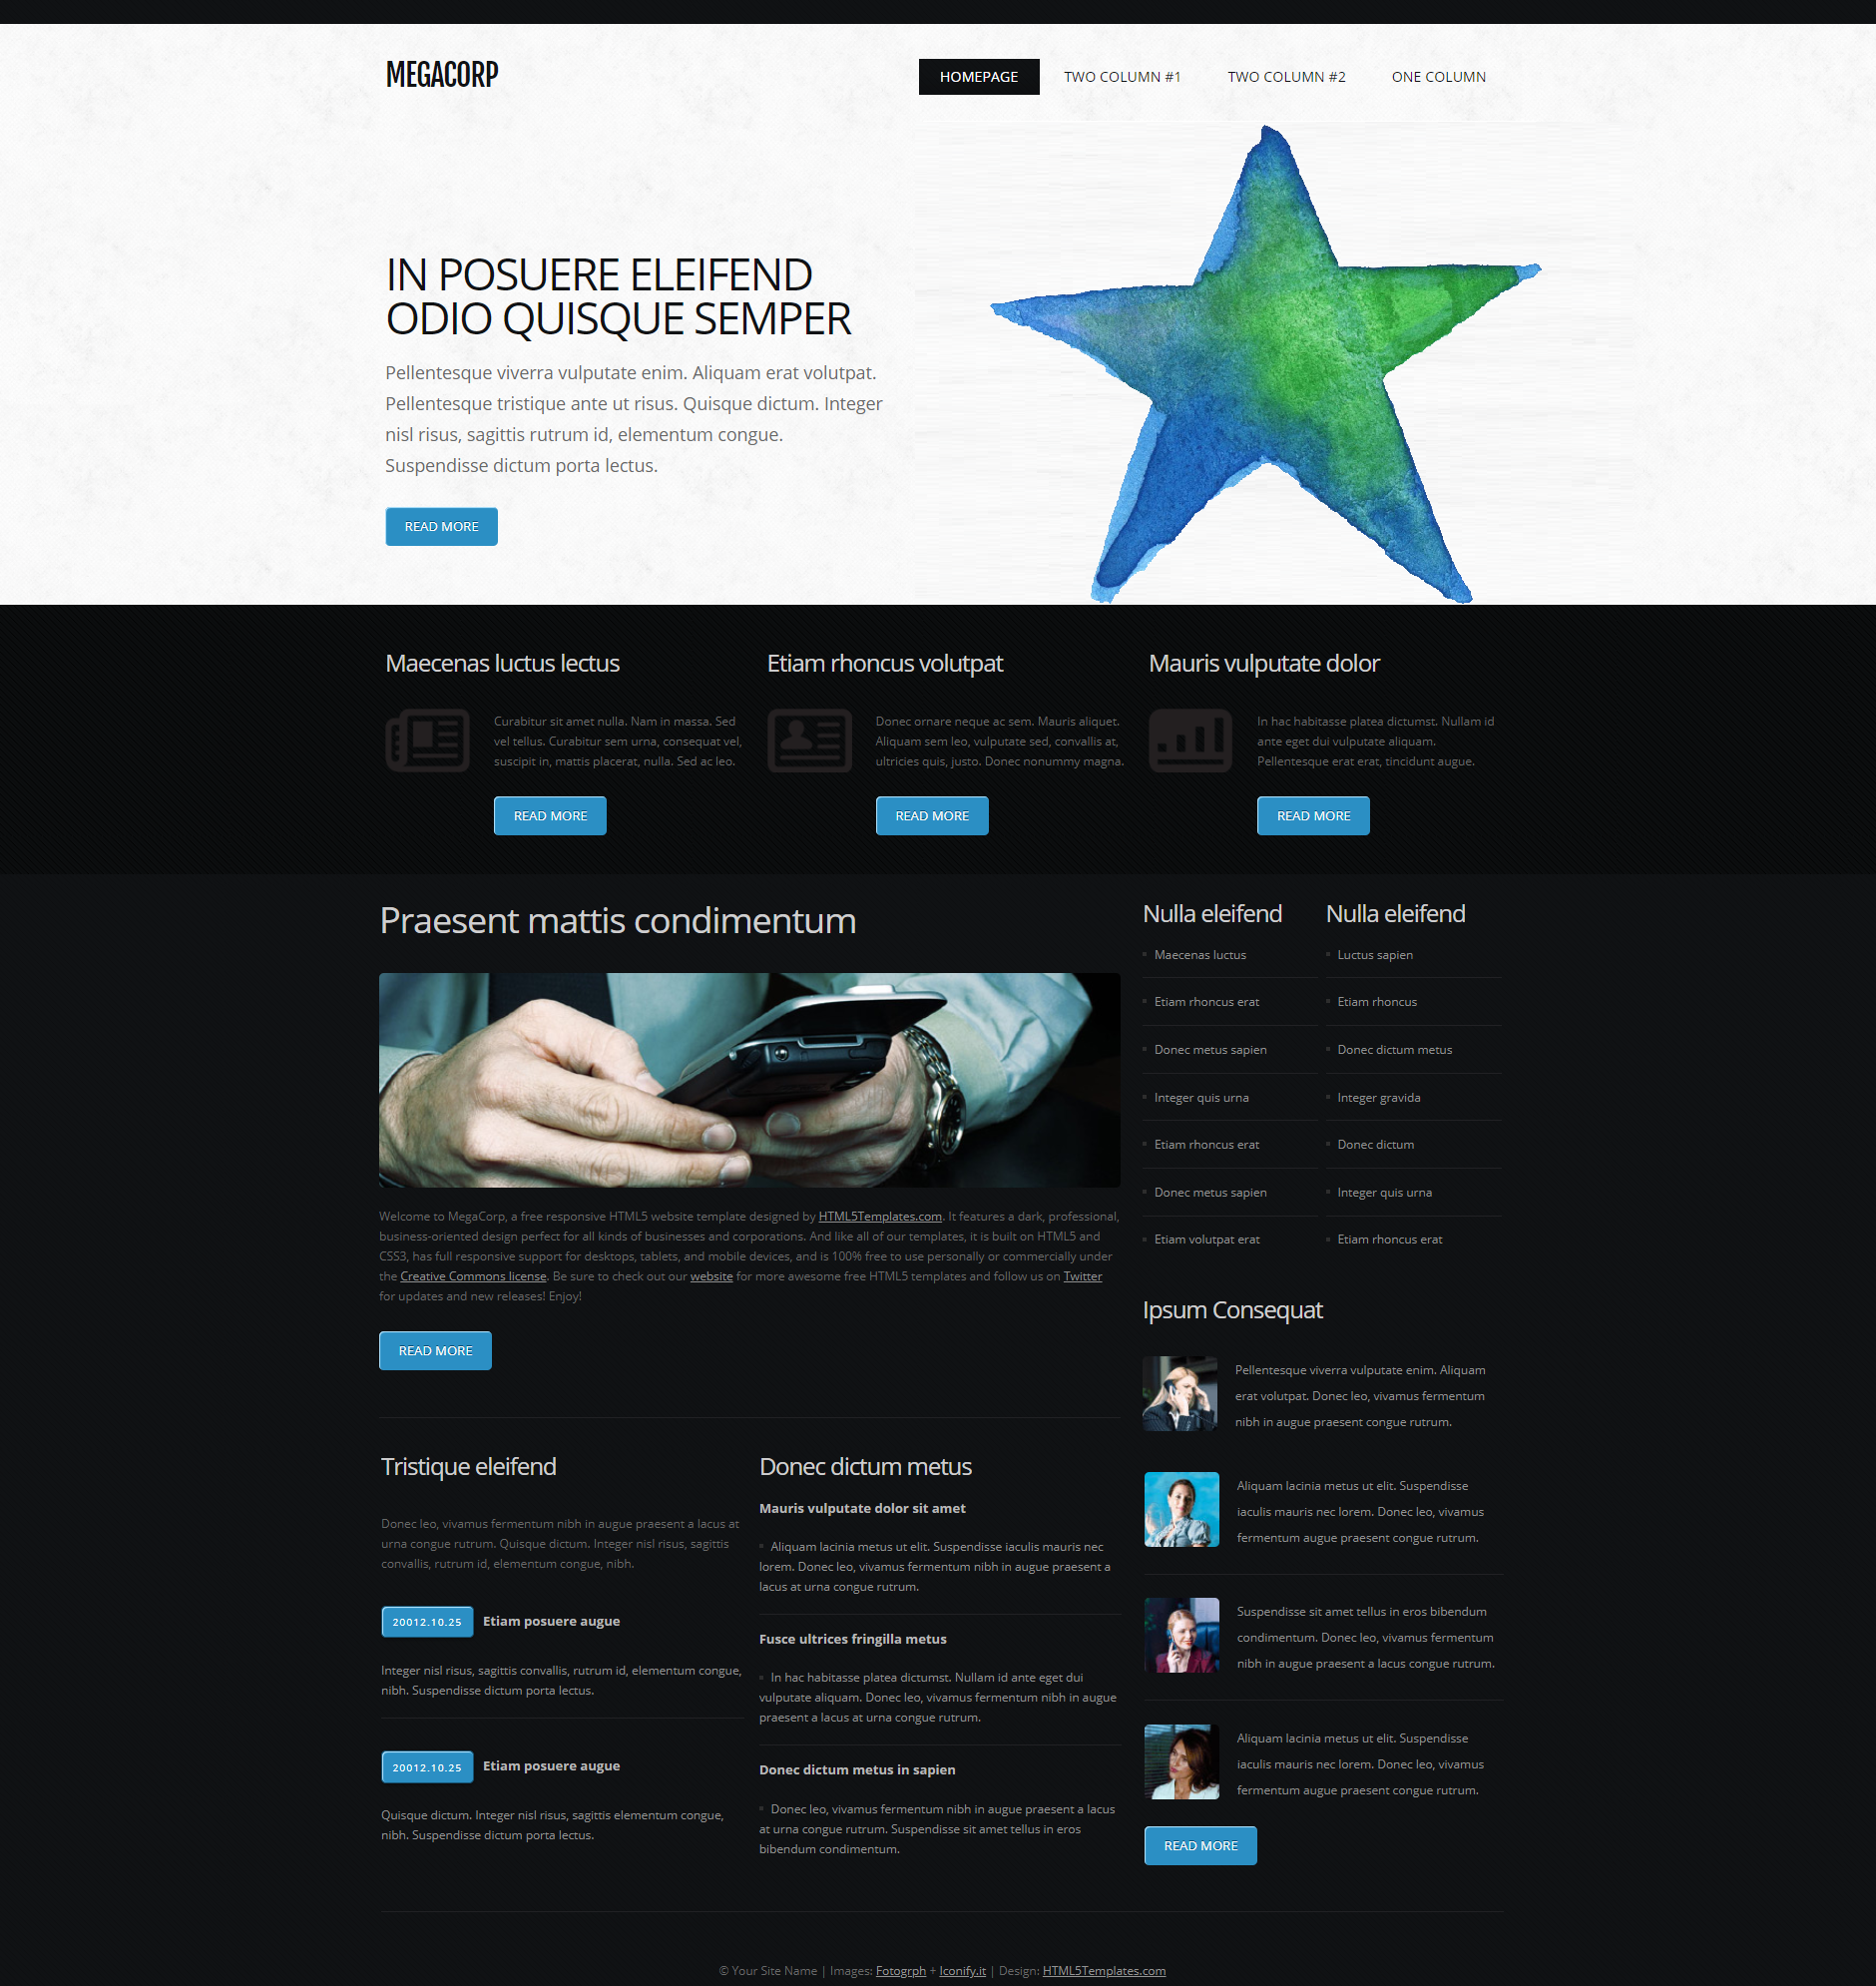 MEGACORP
HOMEPAGE
TWO COLUMN #1
TWO COLUMN #2
ONE COLUMN
IN POSUERE ELEIFEND
ODIO QUISQUE SEMPER
Pellentesque viverra vulputate enim. Aliquam erat volutpat.
Pellentesque tristique ante ut risus. Quisque dictum. Integer
nisl risus, sagittis rutrum id, elementum congue.
Suspendisse dictum porta lectus.
READ MORE
Maecenas luctus lectus
Curabitur sit amet nulla. Nam in massa. Sed
vel tellus. Curabitur sem urna, consequat vel,
suscipit in, mattis placerat, nulla. Sed ac leo.
READ MORE
Etiam rhoncus volutpat
Donec ornare neque ac sem. Mauris aliquet.
Aliquam sem leo, vulputate sed, convallis at,
ultricies quis, justo. Donec nonummy magna.
READ MORE
Mauris vulputate dolor
In hac habitasse platea dictumst. Nullam id
ante eget dui vulputate aliquam.
Pellentesque erat erat, tincidunt augue.
READ MORE
Praesent mattis condimentum
Welcome to MegaCorp, a free responsive HTML5 website template designed by HTML5Templates.com. It features a dark, professional,
business-oriented design perfect for all kinds of businesses and corporations. And like all of our templates, it is built on HTML5 and
CSS3, has full responsive support for desktops, tablets, and mobile devices, and is 100% free to use personally or commercially under
the Creative Commons license. Be sure to check out our website for more awesome free HTML5 templates and follow us on Twitter
for updates and new releases! Enjoy!
READ MORE
Tristique eleifend
Donec leo, vivamus fermentum nibh in augue praesent a lacus at
urna congue rutrum. Quisque dictum. Integer nisl risus, sagittis
convallis, rutrum id, elementum congue, nibh.
20012.10.25 Etiam posuere augue
Integer nisl risus, sagittis convallis, rutrum id, elementum congue,
nibh. Suspendisse dictum porta lectus.
20012.10.25 Etiam posuere augue
Quisque dictum. Integer nisl risus, sagittis elementum congue,
nibh. Suspendisse dictum porta lectus.
Donec dictum metus
Mauris vulputate dolor sit amet
Aliquam lacinia metus ut elit. Suspendisse iaculis mauris nec
lorem. Donec leo, vivamus fermentum nibh in augue praesent a
lacus at urna congue rutrum.
Fusce ultrices fringilla metus
In hac habitasse platea dictumst. Nullam id ante eget dui
vulputate aliquam. Donec leo, vivamus fermentum nibh in augue
praesent a lacus at urna congue rutrum.
Donec dictum metus in sapien
Donec leo, vivamus fermentum nibh in augue praesent a lacus
at urna congue rutrum. Suspendisse sit amet tellus in eros
bibendum condimentum.
Nulla eleifend
Maecenas luctus
Etiam rhoncus erat
Donec metus sapien
Integer quis urna
Etiam rhoncus erat
Donec metus sapien
Etiam volutpat erat
Nulla eleifend
Luctus sapien
Etiam rhoncus
Donec dictum metus
Integer gravida
Donec dictum
Integer quis urna
Etiam rhoncus erat
Ipsum Consequat
Pellentesque viverra vulputate enim. Aliquam
erat volutpat. Donec leo, vivamus fermentum
nibh in augue praesent congue rutrum.
Aliquam lacinia metus ut elit. Suspendisse
iaculis mauris nec lorem. Donec leo, vivamus
fermentum augue praesent congue rutrum.
Suspendisse sit amet tellus in eros bibendum
condimentum. Donec leo, vivamus fermentum
nibh in augue praesent a lacus congue rutrum.
Aliquam lacinia metus ut elit. Suspendisse
iaculis mauris nec lorem. Donec leo, vivamus
fermentum augue praesent congue rutrum.
READ MORE
© Your Site Name | Images: Fotogrph + Iconify.it | Design: HTML5Templates.com